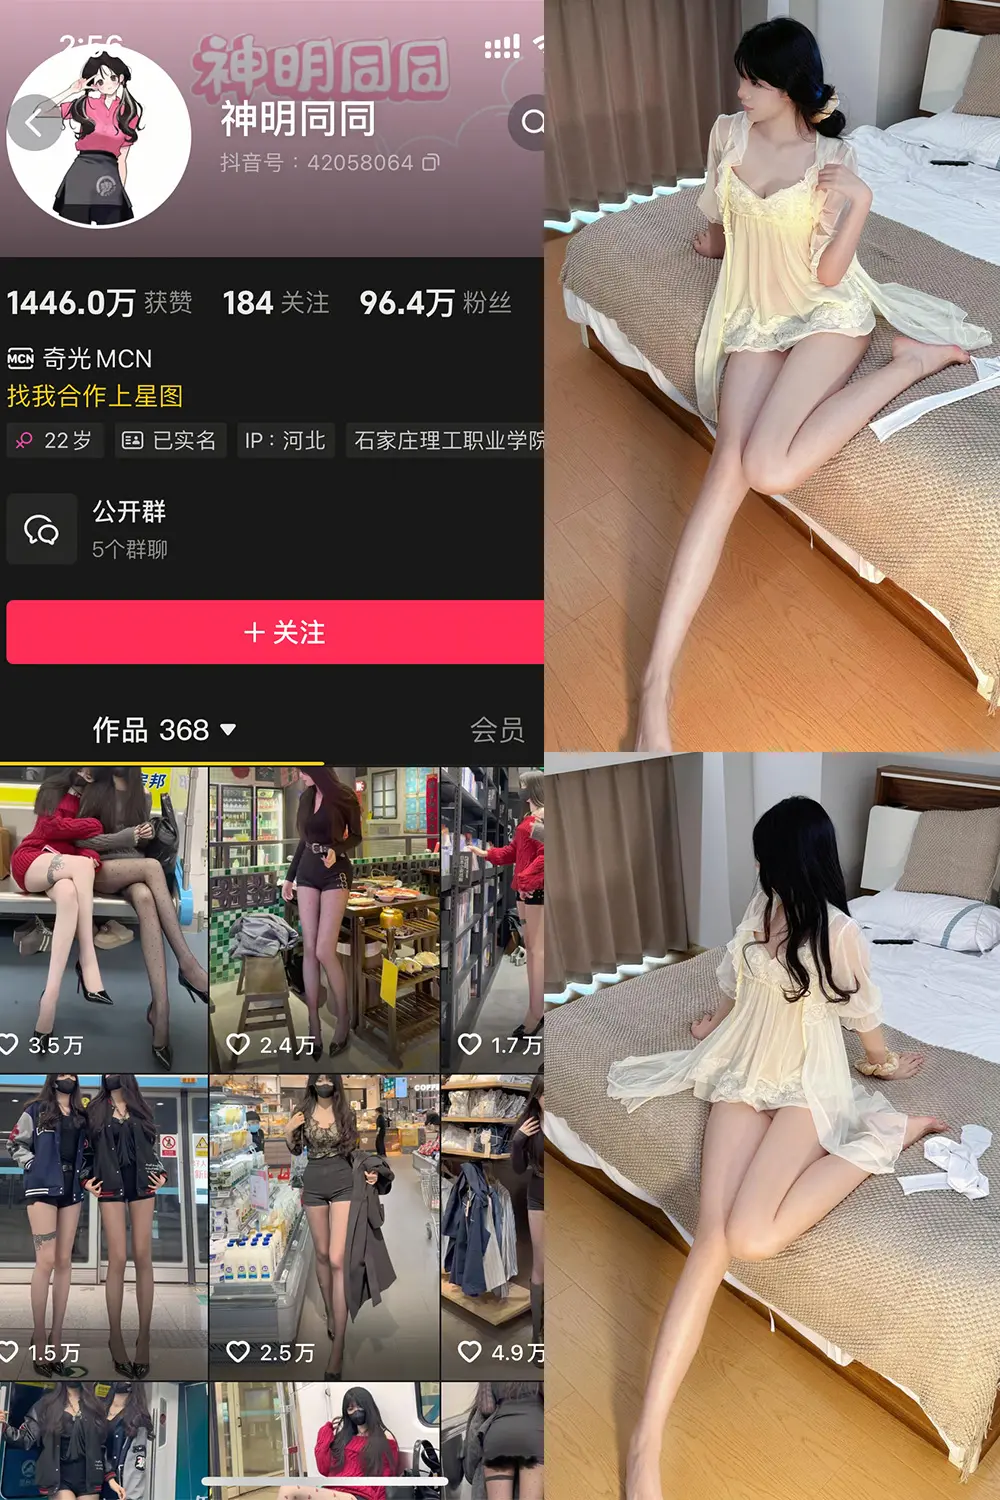 2:56
神明同同
神明同同
抖音号：42058064
1446.0万 获赞 184 关注 96.4万 粉丝
MCN 奇光MCN
找我合作上星图
22岁 已实名 IP：河北 石家庄理工职业学院
公开群
5个群聊
+ 关注
作品 368 会员
3.5万 2.4万 1.7万
COFFE
1.5万 2.5万 4.9万